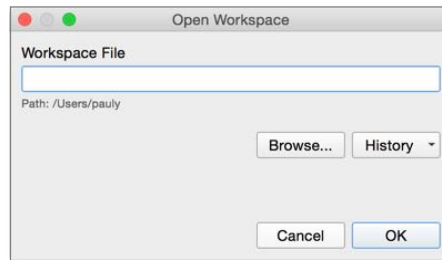 Open Workspace
Workspace File
Path: /Users/pauly
Browse... History
Cancel OK